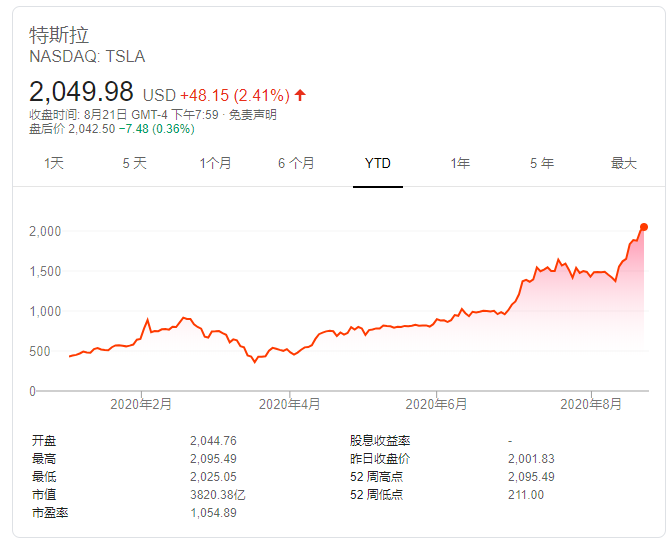 特斯拉
NASDAQ: TSLA
2,049.98 USD +48.15 (2.41%)
收盘时间: 8月21日 GMT-4 下午7:59 · 免责声明
盘后价 2,042.50 −7.48 (0.36%)
1天 5 天 1个月 6 个月 YTD 1年 5 年 最大
2,000
1,500
1,000
500
0
2020年2月 2020年4月 2020年6月 2020年8月
开盘 2,044.76 股息收益率 -
最高 2,095.49 昨日收盘价 2,001.83
最低 2,025.05 52 周高点 2,095.49
市值 3820.38亿 52 周低点 211.00
市盈率 1,054.89